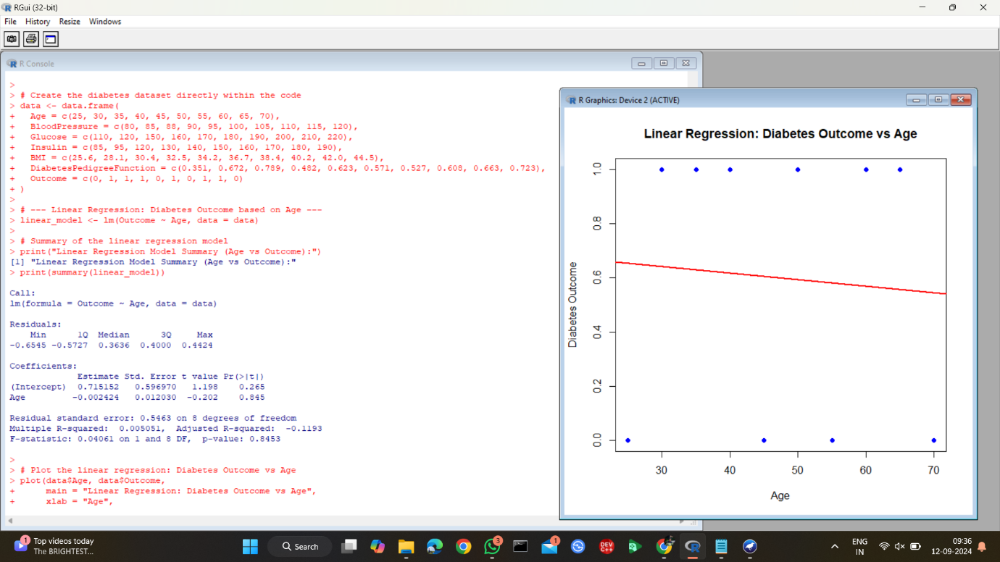 RGui (32-bit)
File History Resize Windows
R Console
>
> # Create the diabetes dataset directly within the code
> data <- data.frame(
+   Age = c(25, 30, 35, 40, 45, 50, 55, 60, 65, 70),
+   BloodPressure = c(80, 85, 88, 90, 95, 100, 105, 110, 115, 120),
+   Glucose = c(110, 120, 150, 160, 170, 180, 190, 200, 210, 220),
+   Insulin = c(85, 95, 120, 130, 140, 150, 160, 170, 180, 190),
+   BMI = c(25.6, 28.1, 30.4, 32.5, 34.2, 36.7, 38.4, 40.2, 42.0, 44.5),
+   DiabetesPedigreeFunction = c(0.351, 0.672, 0.789, 0.482, 0.623, 0.571, 0.527, 0.608, 0.663, 0.723),
+   Outcome = c(0, 1, 1, 1, 0, 1, 0, 1, 1, 0)
+ )
>
> # --- Linear Regression: Diabetes Outcome based on Age ---
> linear_model <- lm(Outcome ~ Age, data = data)
>
> # Summary of the linear regression model
> print("Linear Regression Model Summary (Age vs Outcome):")
[1] "Linear Regression Model Summary (Age vs Outcome):"
> print(summary(linear_model))
Call:
lm(formula = Outcome ~ Age, data = data)
Residuals:
    Min      1Q  Median      3Q     Max
-0.6545 -0.5727  0.3636  0.4000  0.4424
Coefficients:
             Estimate Std. Error t value Pr(>|t|)
(Intercept)  0.715152   0.596970   1.198    0.265
Age         -0.002424   0.012030  -0.202    0.845
Residual standard error: 0.5463 on 8 degrees of freedom
Multiple R-squared:  0.005051,  Adjusted R-squared:  -0.1193
F-statistic: 0.04061 on 1 and 8 DF,  p-value: 0.8453
>
> # Plot the linear regression: Diabetes Outcome vs Age
> plot(data$Age, data$Outcome,
+      main = "Linear Regression: Diabetes Outcome vs Age",
+      xlab = "Age",
R Graphics: Device 2 (ACTIVE)
Linear Regression: Diabetes Outcome vs Age
Diabetes Outcome
1.0
0.8
0.6
0.4
0.2
0.0
30 40 50 60 70
Age
1
Top videos today
The BRIGHTEST...
Search
3
1
DEV C++
ENG
IN
09:36
12-09-2024